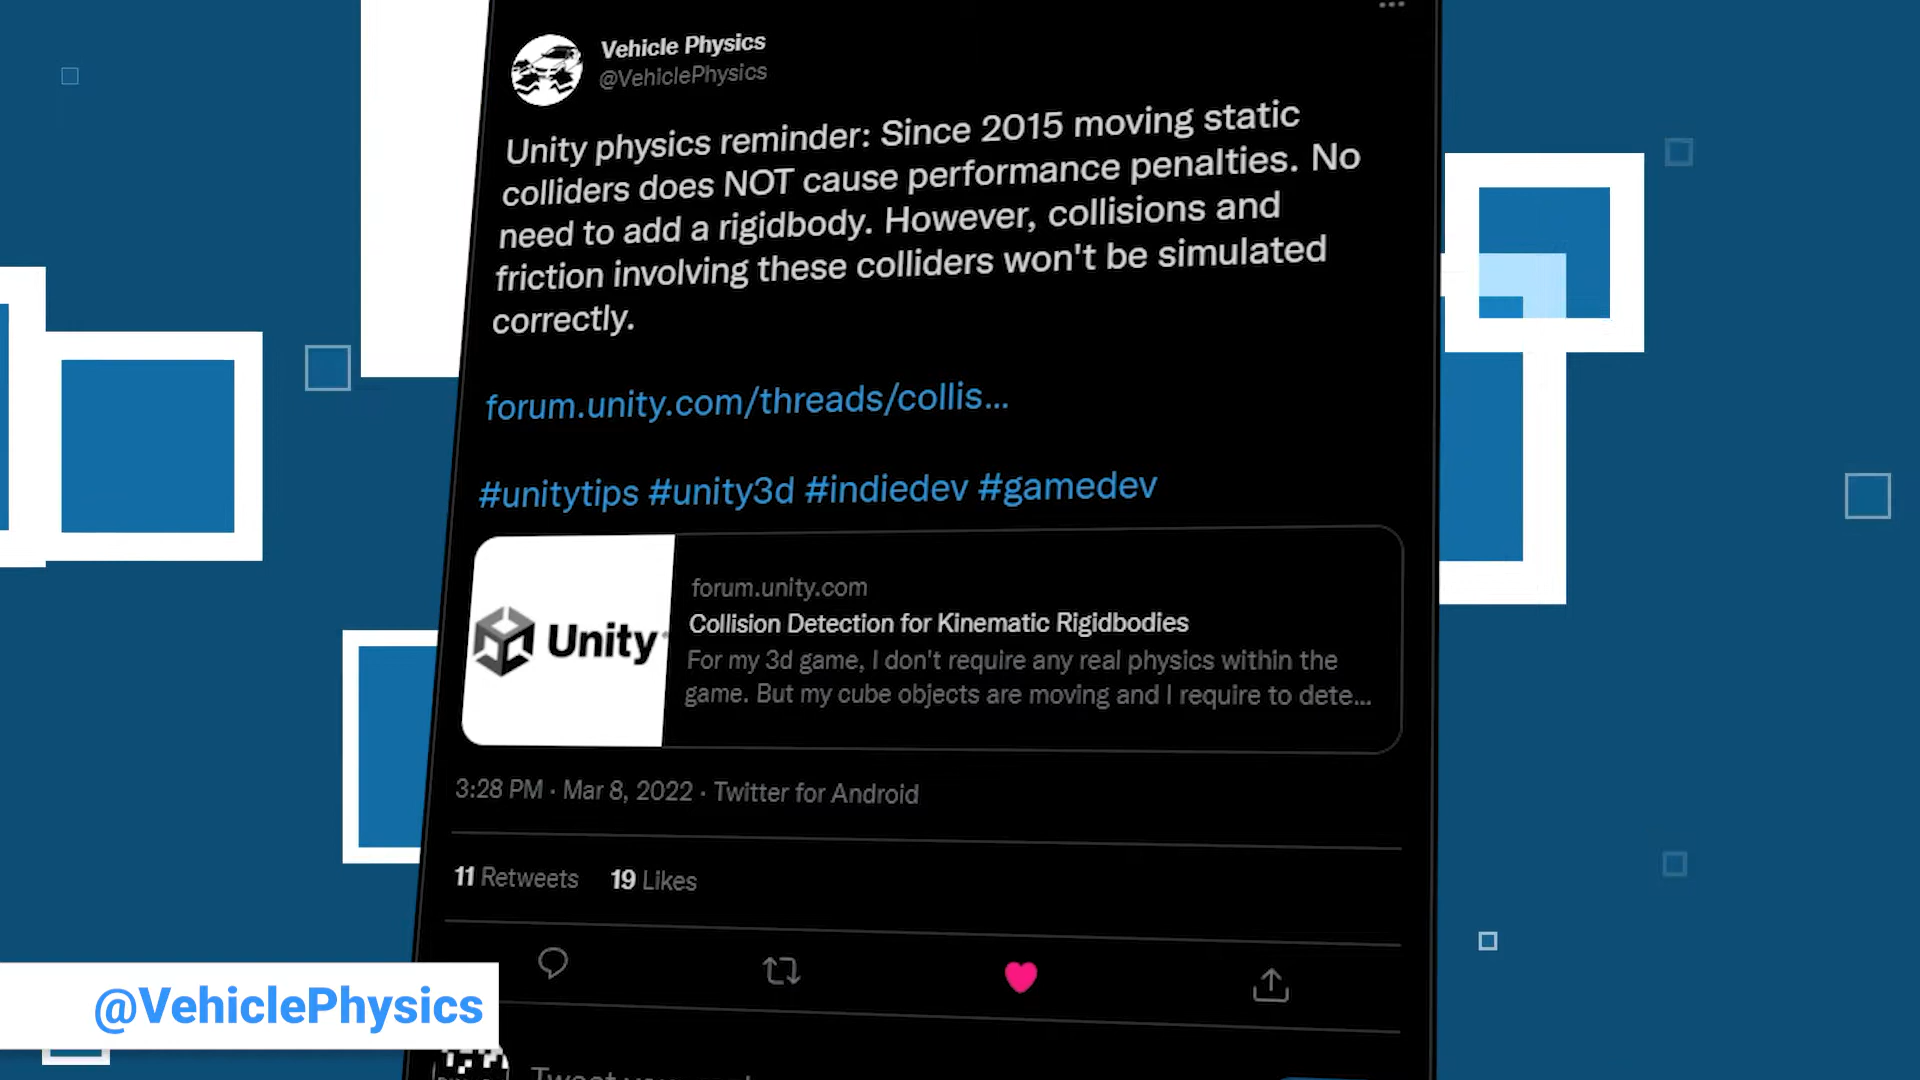 Vehicle Physics
@VehiclePhysics
Unity physics reminder: Since 2015 moving static
colliders does NOT cause performance penalties. No
need to add a rigidbody. However, collisions and
friction involving these colliders won't be simulated
correctly.
forum.unity.com/threads/collis...
#unitytips #unity3d #indiedev #gamedev
Unity
forum.unity.com
Collision Detection for Kinematic Rigidbodies
For my 3d game, I don't require any real physics within the
game. But my cube objects are moving and I require to dete...
3:28 PM · Mar 8, 2022 · Twitter for Android
11 Retweets 19 Likes
@VehiclePhysics
Tweet